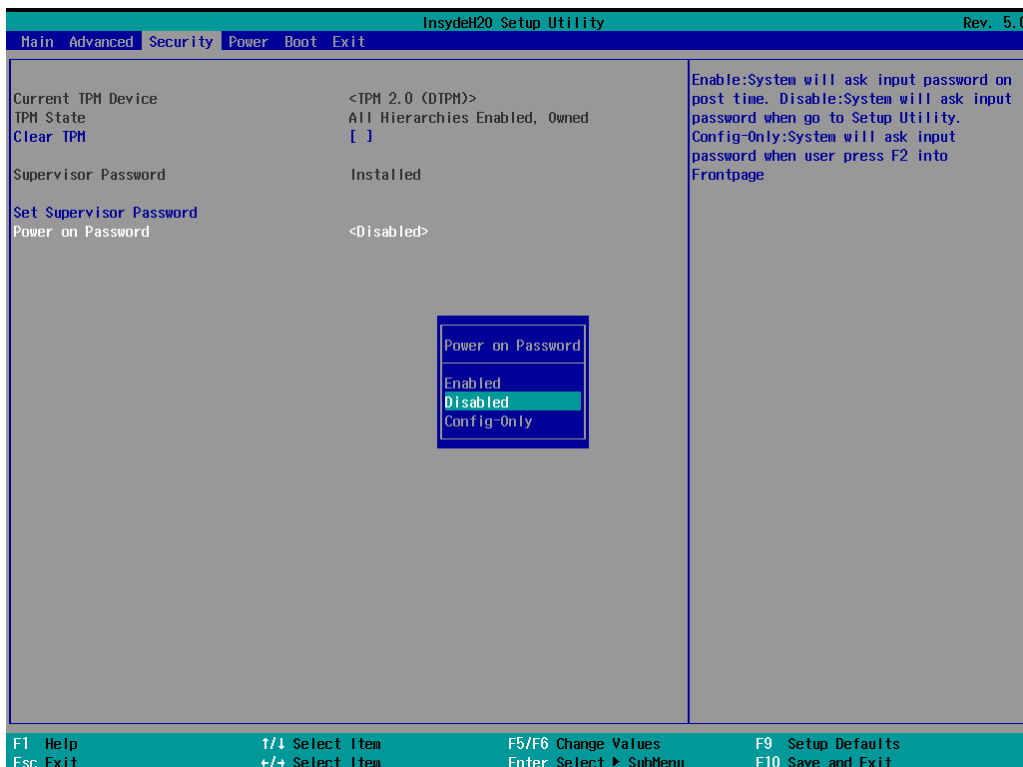 InsydeH20 Setup Utility Rev. 5.0
Main Advanced Security Power Boot Exit
Current TPM Device <TPM 2.0 (DTPM)>
TPM State All Hierarchies Enabled, Owned
Clear TPM [ ]
Supervisor Password Installed
Set Supervisor Password
Power on Password <Disabled>
Enable:System will ask input password on
post time. Disable:System will ask input
password when go to Setup Utility.
Config-Only:System will ask input
password when user press F2 into
Frontpage
Power on Password
Enabled
Disabled
Config-Only
F1 Help ↑/↓ Select Item F5/F6 Change Values F9 Setup Defaults
Esc Exit ←/→ Select Item Enter Select ▶ SubMenu F10 Save and Exit